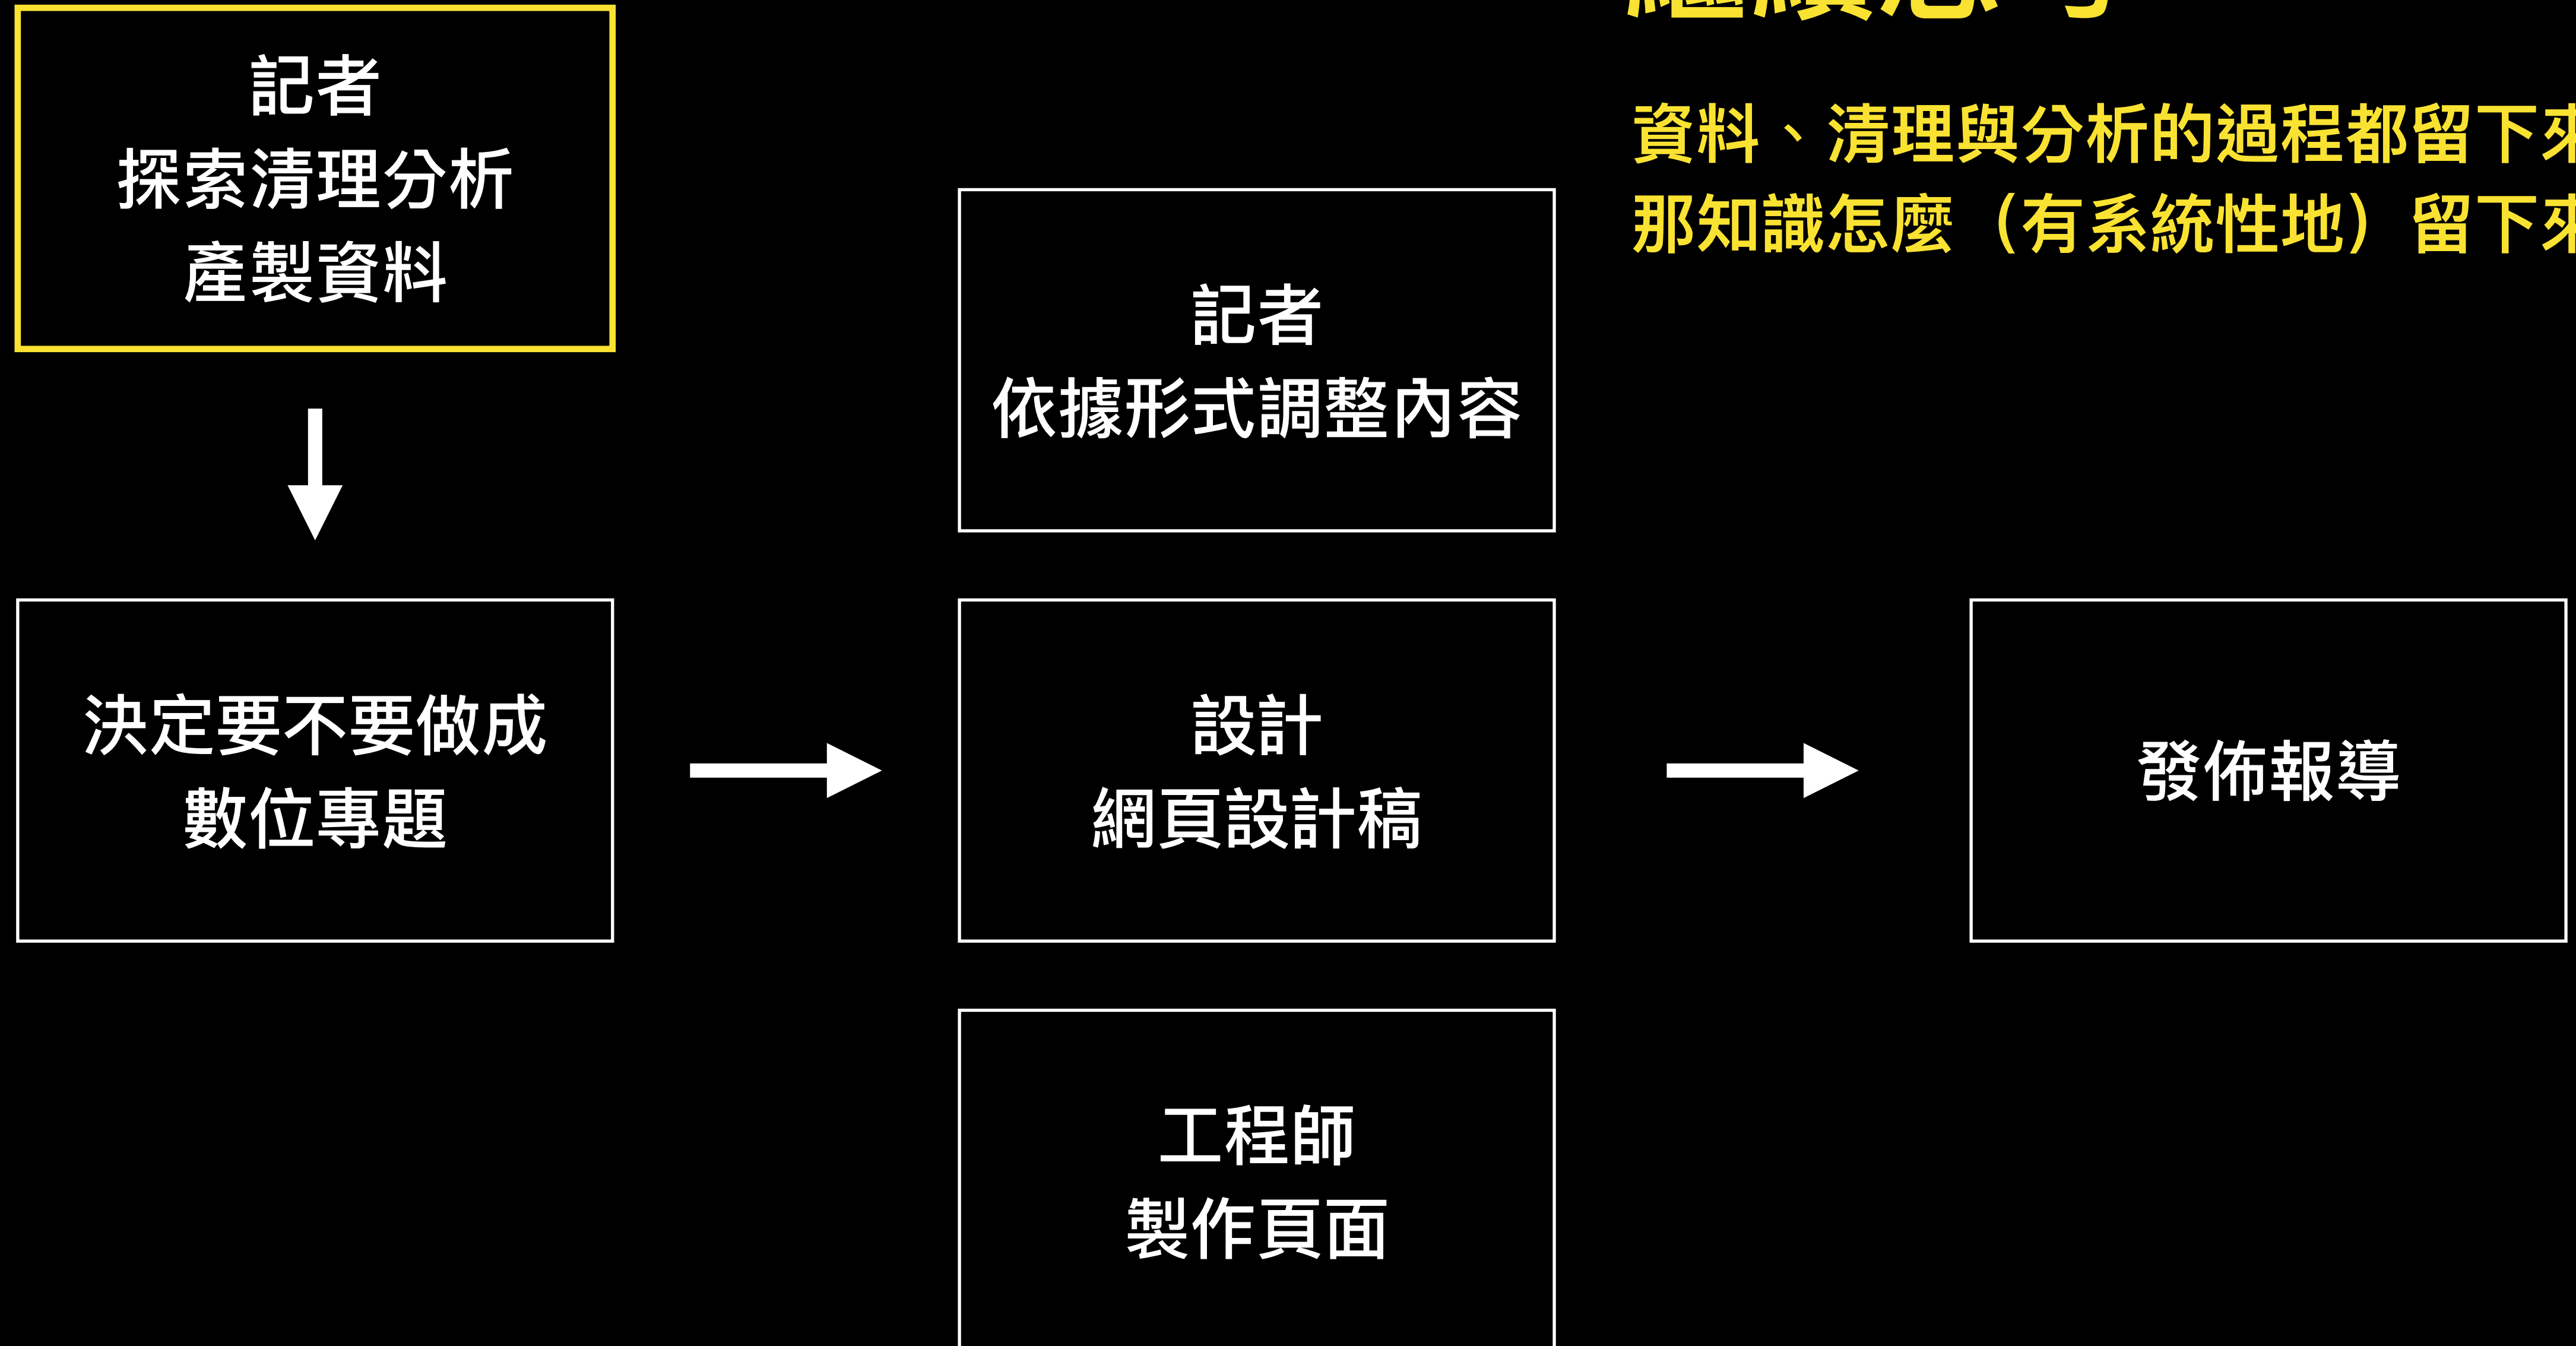 記者
探索清理分析
產製資料
資料、清理與分析的過程都留下來
那知識怎麼（有系統性地）留下來
記者
依據形式調整內容
決定要不要做成
數位專題
設計
網頁設計稿
發佈報導
工程師
製作頁面